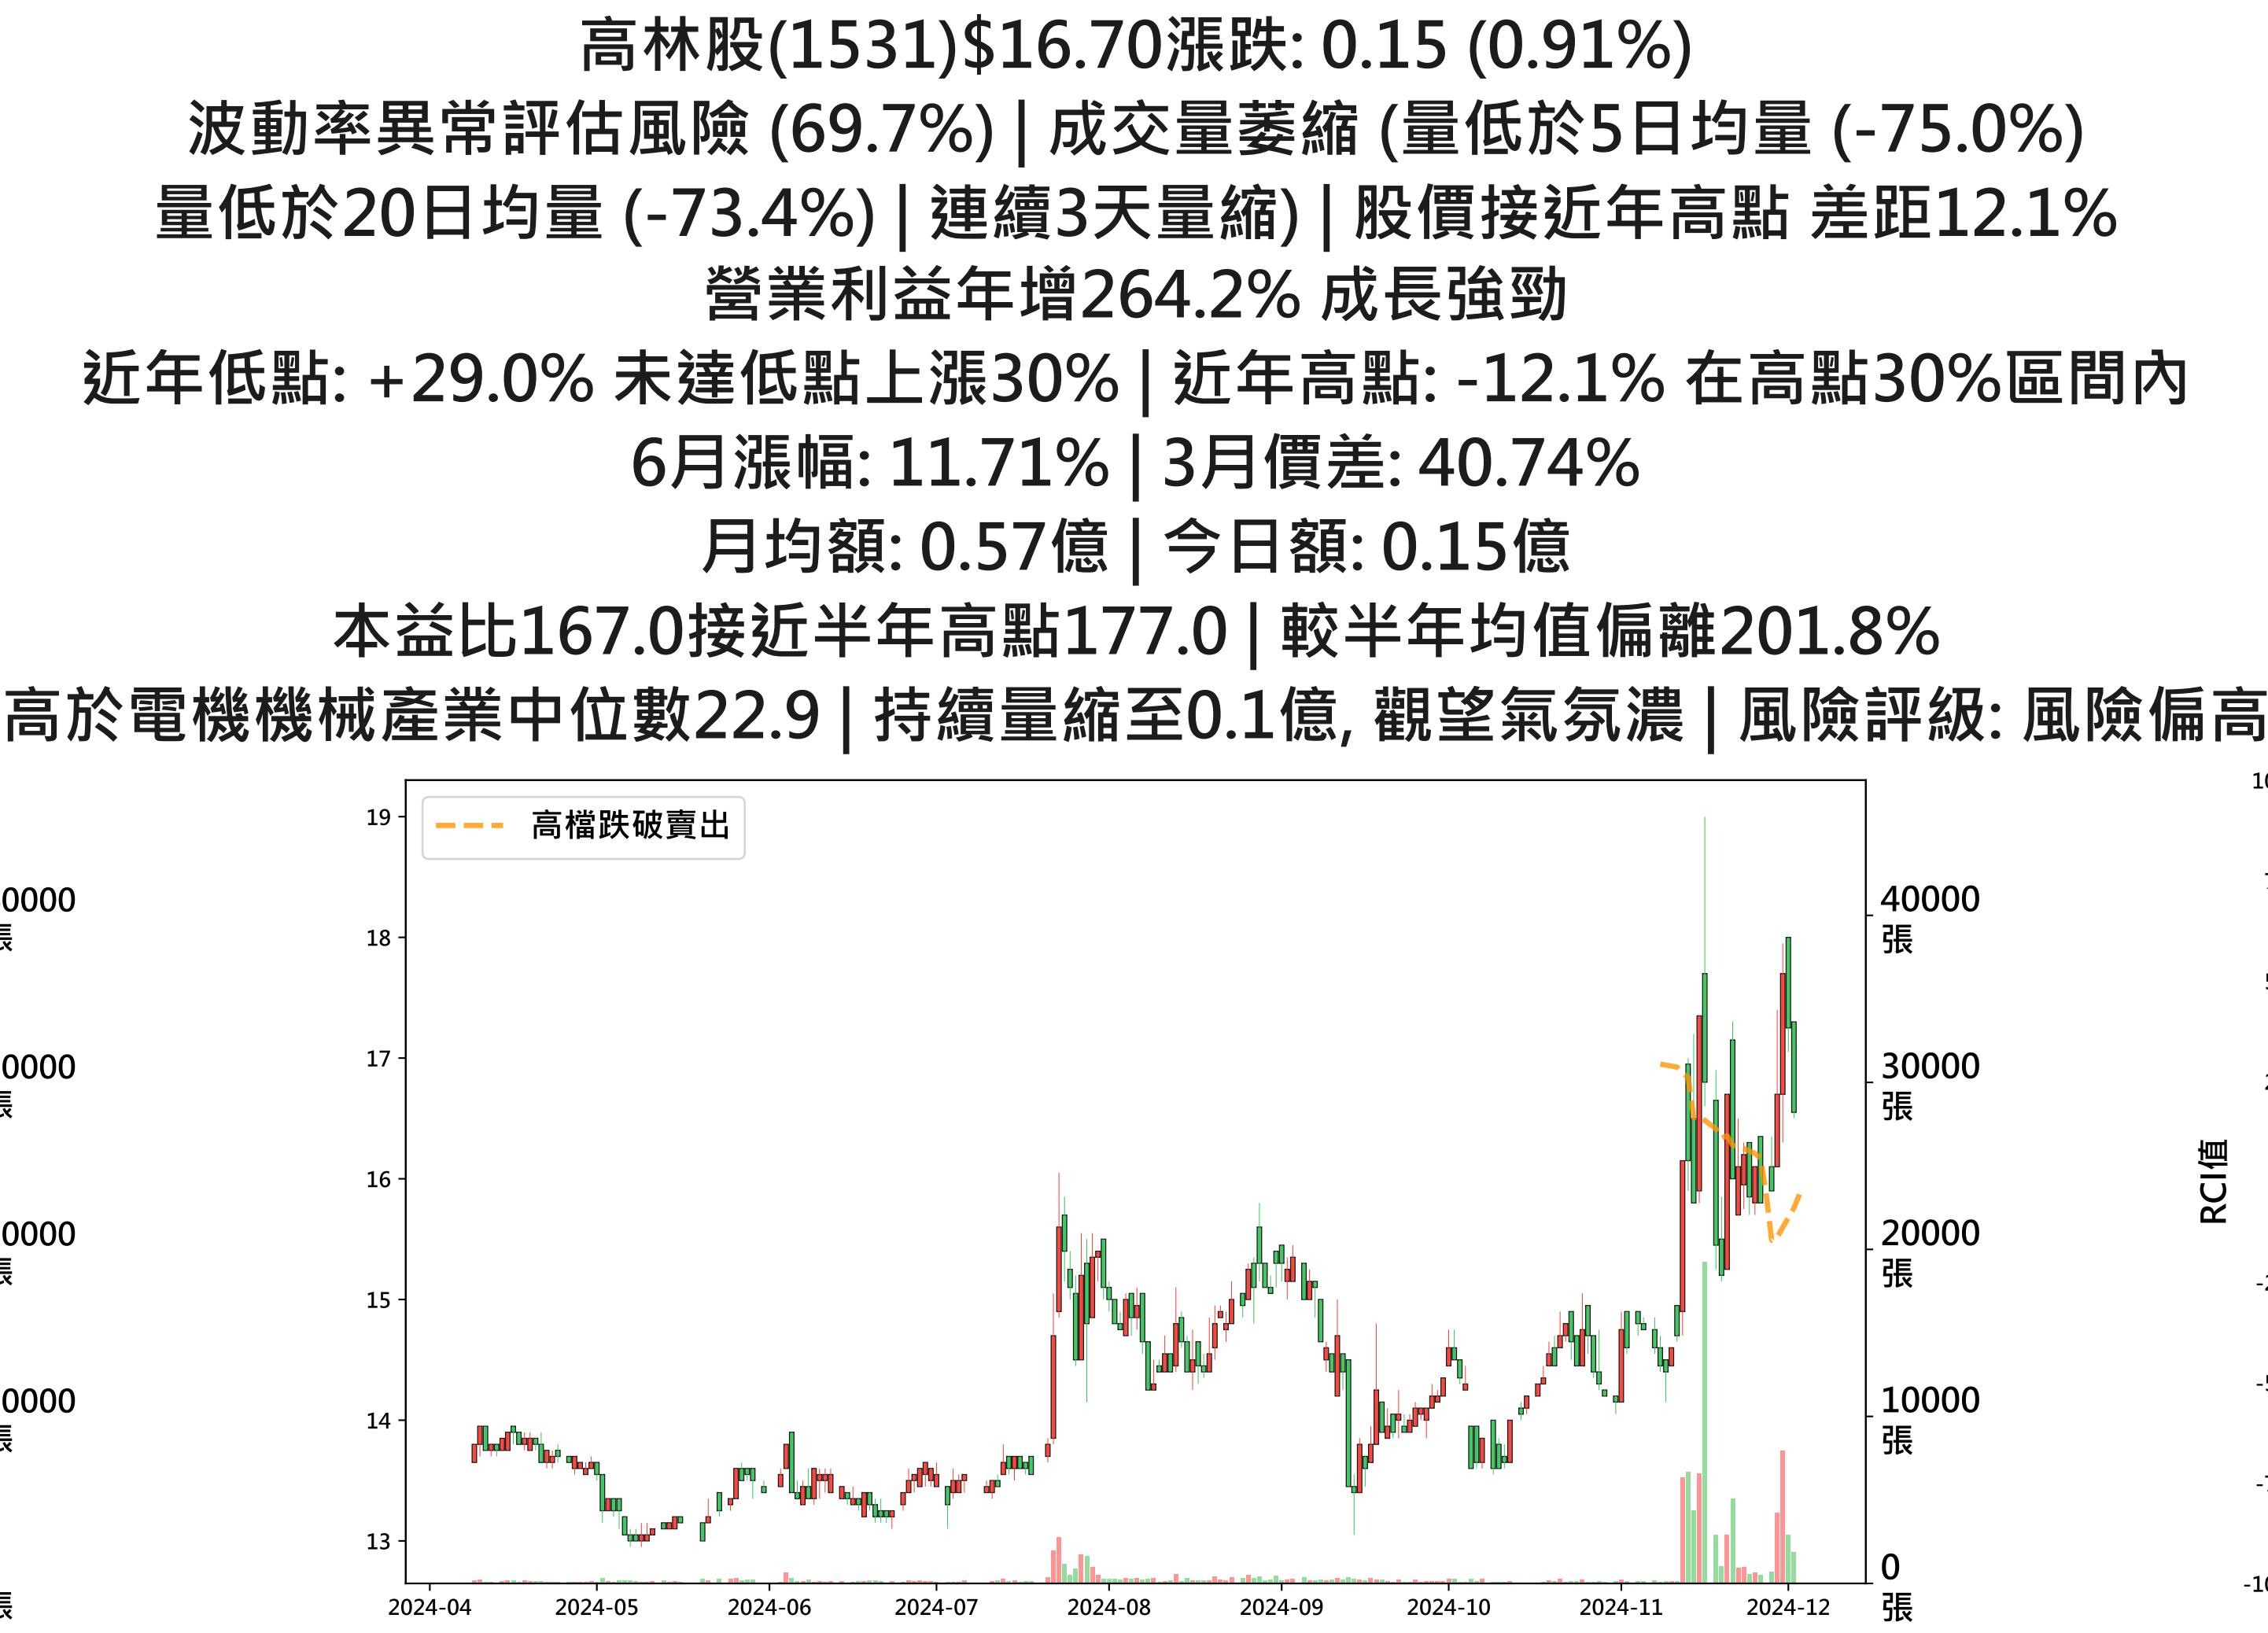 高林股(1531)$16.70漲跌: 0.15 (0.91%)
波動率異常評估風險 (69.7%) | 成交量萎縮 (量低於5日均量 (-75.0%)
量低於20日均量 (-73.4%) | 連續3天量縮) | 股價接近年高點 差距12.1%
營業利益年增264.2% 成長強勁
近年低點: +29.0% 未達低點上漲30% | 近年高點: -12.1% 在高點30%區間內
6月漲幅: 11.71% | 3月價差: 40.74%
月均額: 0.57億 | 今日額: 0.15億
本益比167.0接近半年高點177.0 | 較半年均值偏離201.8%
高於電機機械產業中位數22.9 | 持續量縮至0.1億, 觀望氣氛濃 | 風險評級: 風險偏高
高檔跌破賣出
19
18
17
16
15
14
13
40000
張
30000
張
20000
張
10000
張
0
張
RCI值
2024-04
2024-05
2024-06
2024-07
2024-08
2024-09
2024-10
2024-11
2024-12